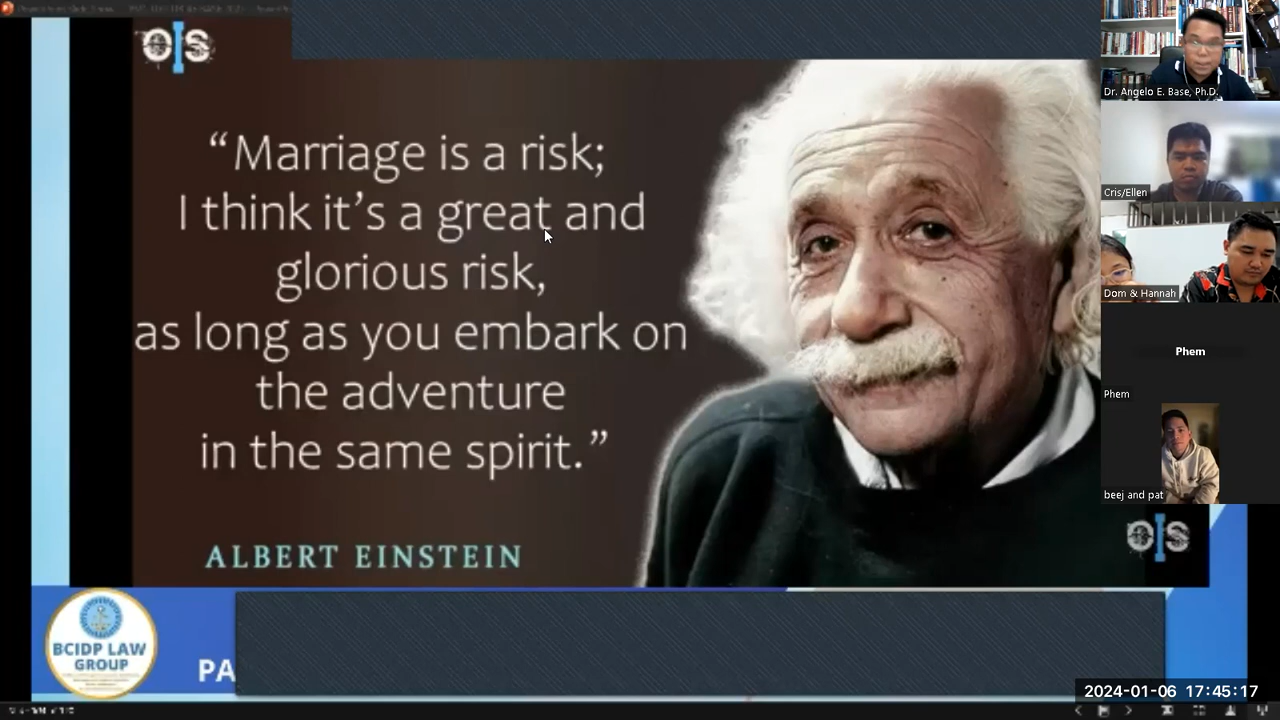 OIS
“Marriage is a risk;
I think it’s a great and
glorious risk,
as long as you embark on
the adventure
in the same spirit.”
ALBERT EINSTEIN
OIS
BCIDP LAW
GROUP
PA
Dr. Angelo E. Base, Ph.D.
Cris/Ellen
Dom & Hannah
Phem
Phem
beej and pat
2024-01-06 17:45:17